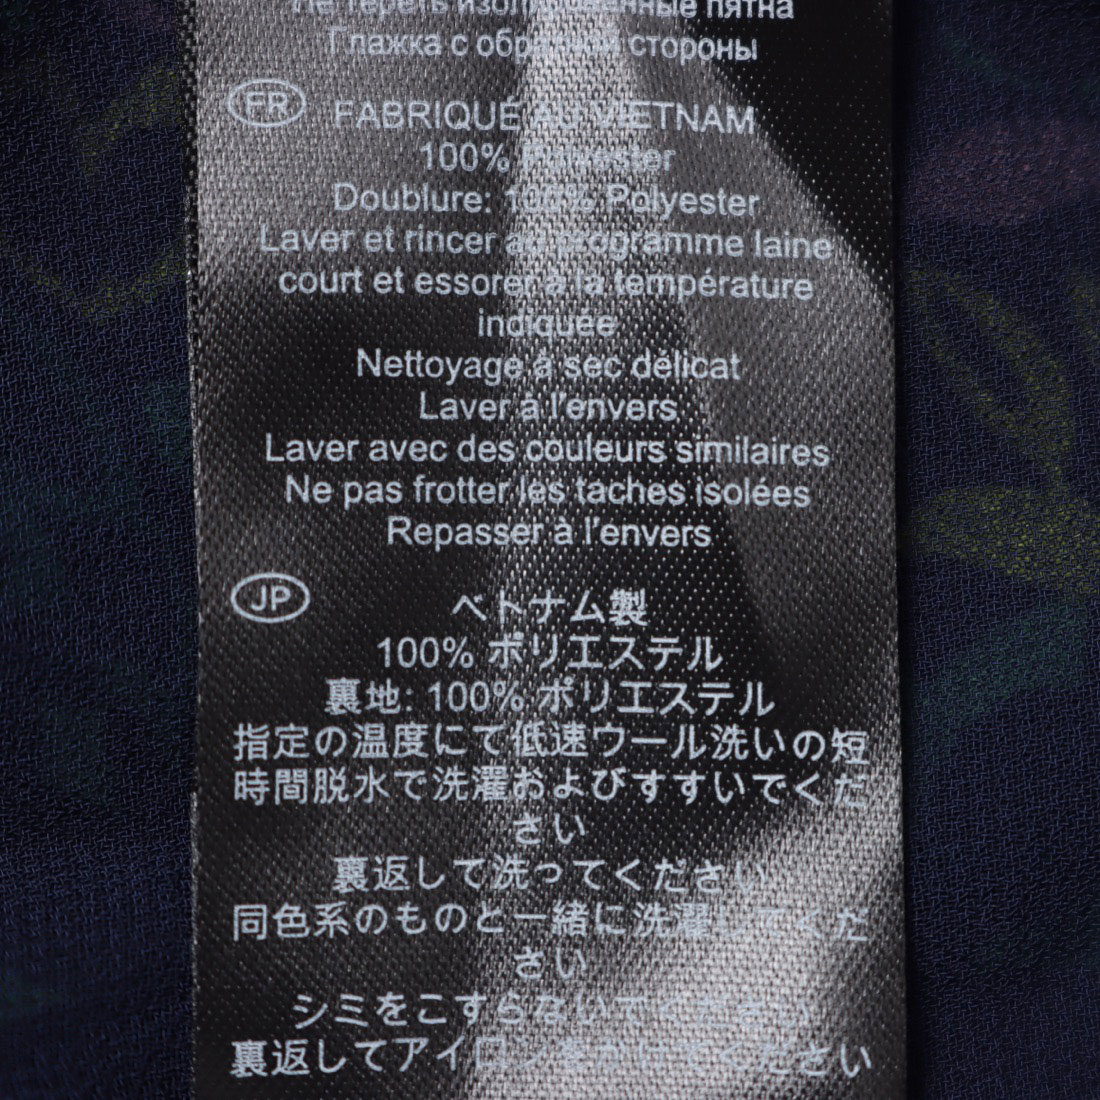 Не тереть изолированные пятна
Глажка с обратной стороны
FR FABRIQUÉ AU VIETNAM
100% Polyester
Doublure: 100% Polyester
Laver et rincer au programme laine
court et essorer à la température
indiquée
Nettoyage à sec délicat
Laver à l'envers
Laver avec des couleurs similaires
Ne pas frotter les taches isolées
Repasser à l'envers
JP ベトナム製
100% ポリエステル
裏地: 100% ポリエステル
指定の温度にて低速ウール洗いの短
時間脱水で洗濯およびすすいでくだ
さい
裏返して洗ってください
同色系のものと一緒に洗濯してくだ
さい
シミをこすらないでください
裏返してアイロンをかけてください